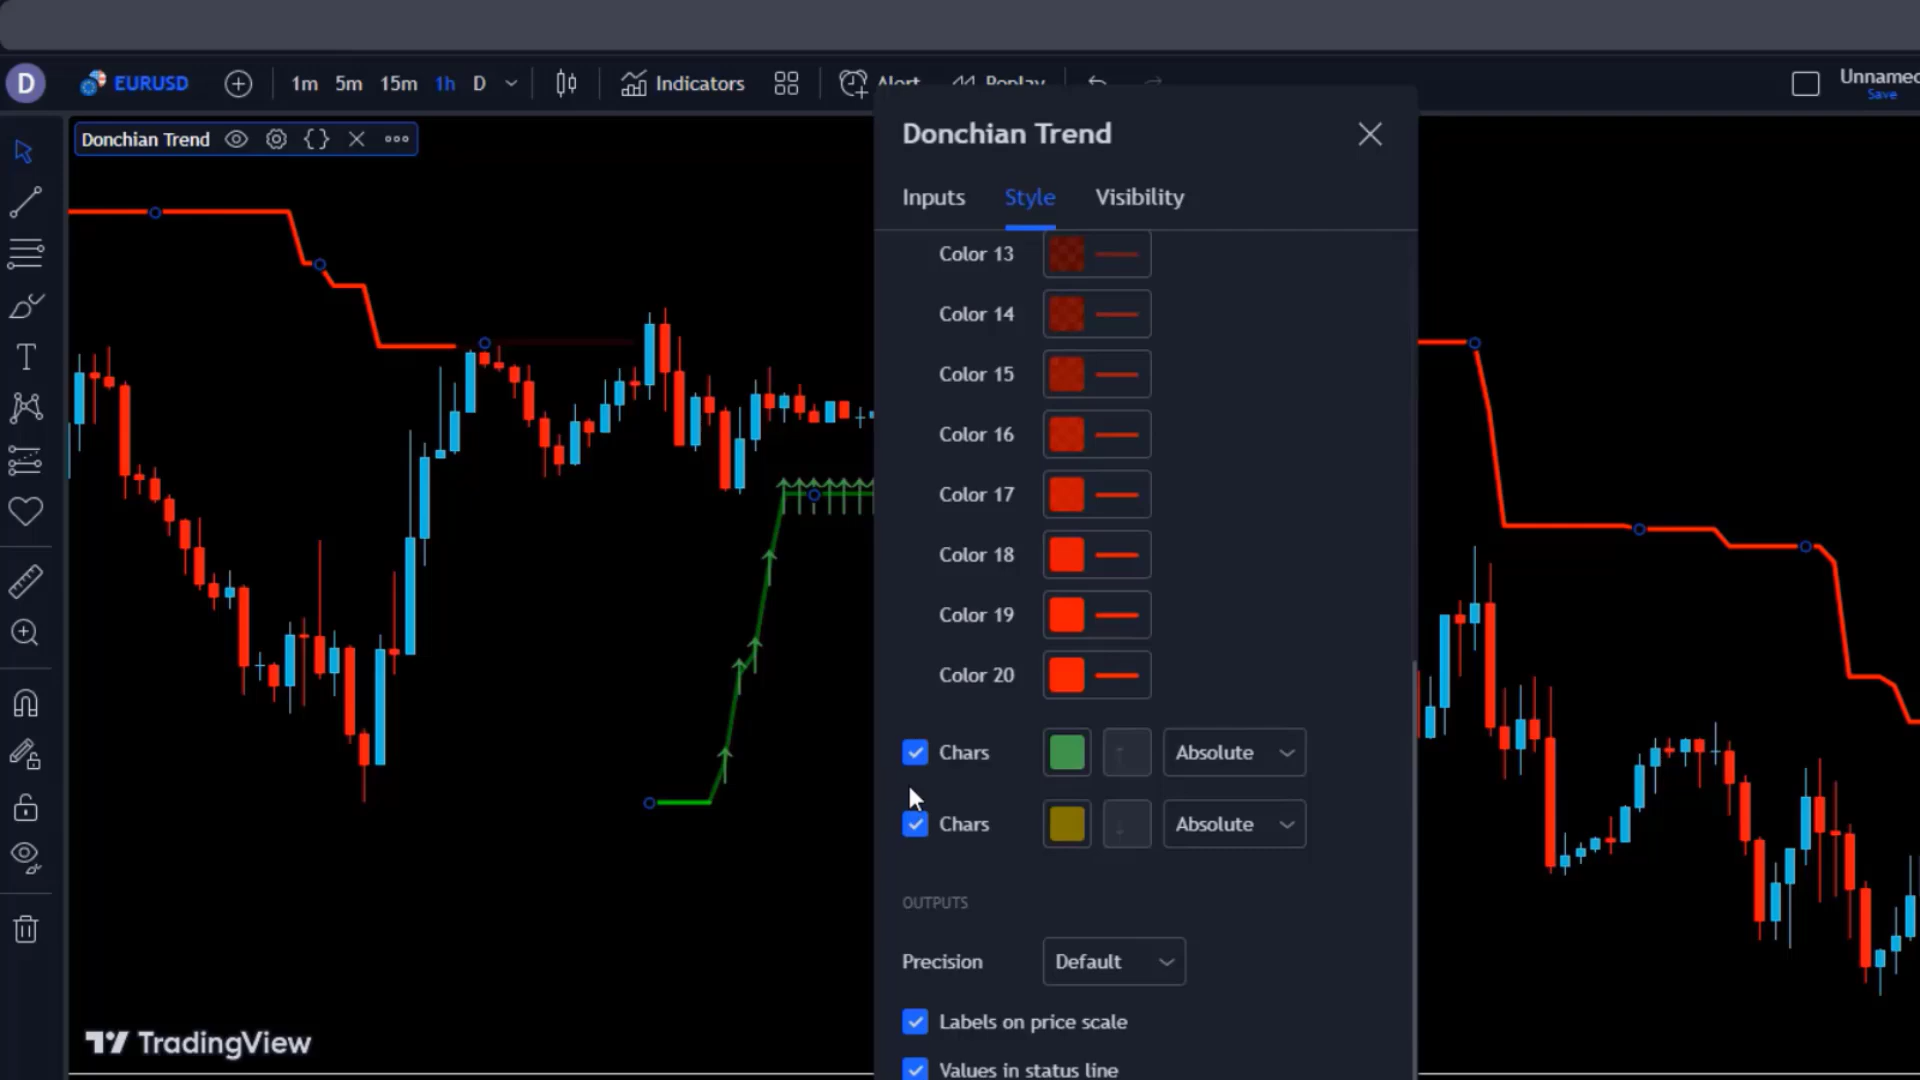 D EURUSD 1m 5m 15m 1h D Indicators Alert Replay Unnamed
Save
Donchian Trend
Donchian Trend
Inputs Style Visibility
Color 13
Color 14
Color 15
Color 16
Color 17
Color 18
Color 19
Color 20
Chars Absolute
Chars Absolute
OUTPUTS
Precision Default
Labels on price scale
Values in status line
TradingView